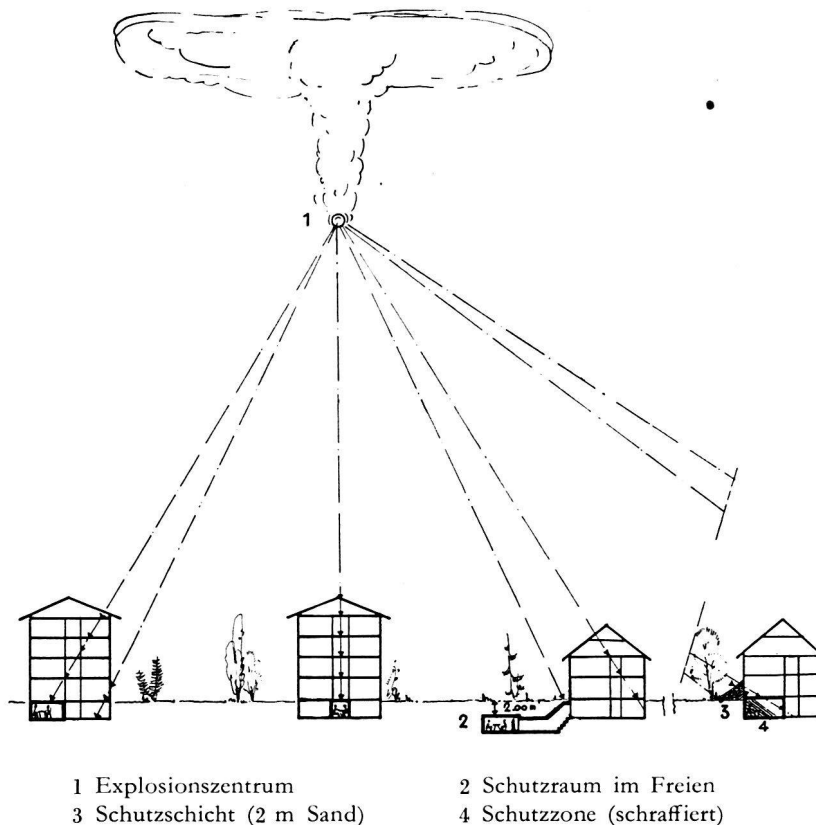 1
2.00 m
2
3
4
1 Explosionszentrum
2 Schutzraum im Freien
3 Schutzschicht (2 m Sand)
4 Schutzzone (schraffiert)